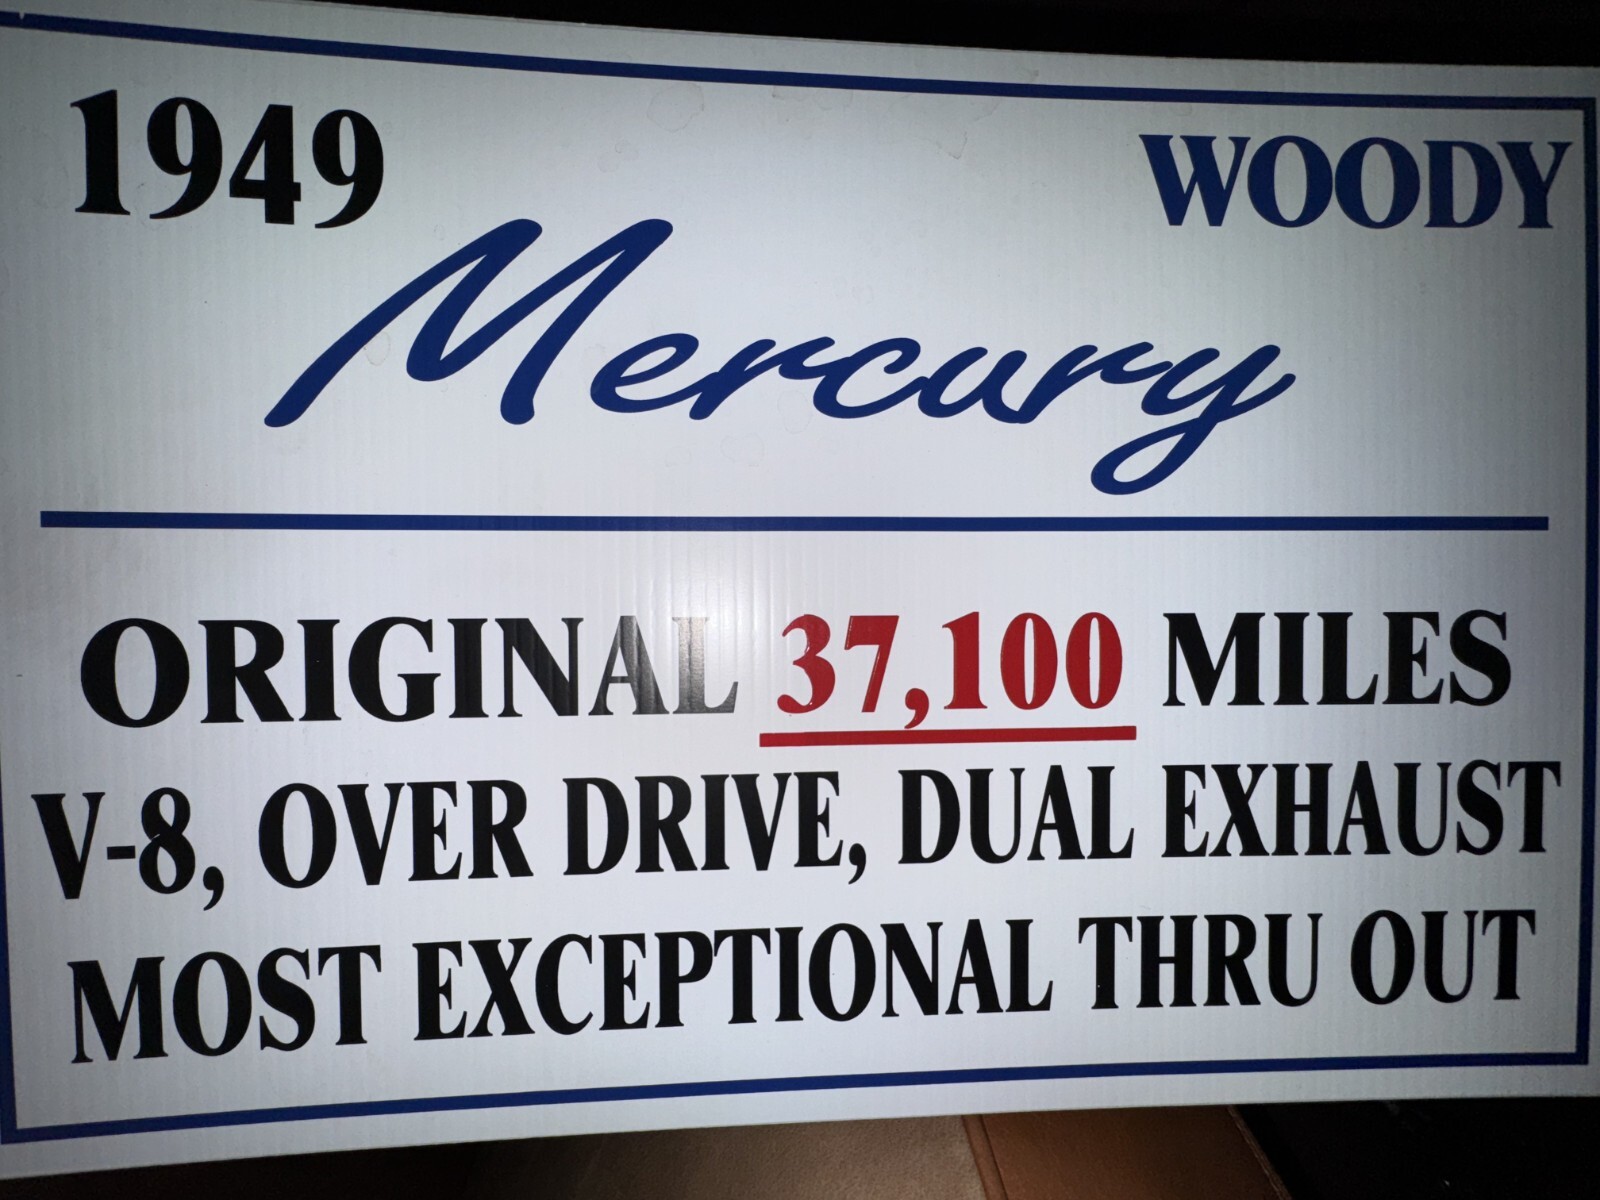 1949 WOODY
Mercury
ORIGINAL 37,100 MILES
V-8, OVER DRIVE, DUAL EXHAUST
MOST EXCEPTIONAL THRU OUT